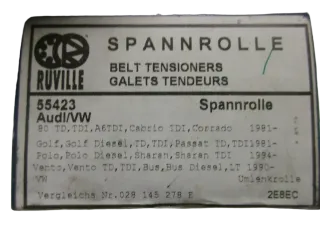 SPANNROLLE
BELT TENSIONERS
GALETS TENDEURS
RUVILLE
55423 Spannrolle
Audi/VW
80 TD,TDI,A6TDI,Cabrio TDI,Corrado 1981-
Golf,Golf Diesel,TD,TDI,Passat TD,TDI1981-
Polo,Polo Diesel,Sharan,Sharan TDI 1994-
Vento,Vento TD,TDI,Bus,Bus Diesel,LT 1990-
VW Umlenkrolle
Vergleichs Nr.028 145 278 E 2E8EC